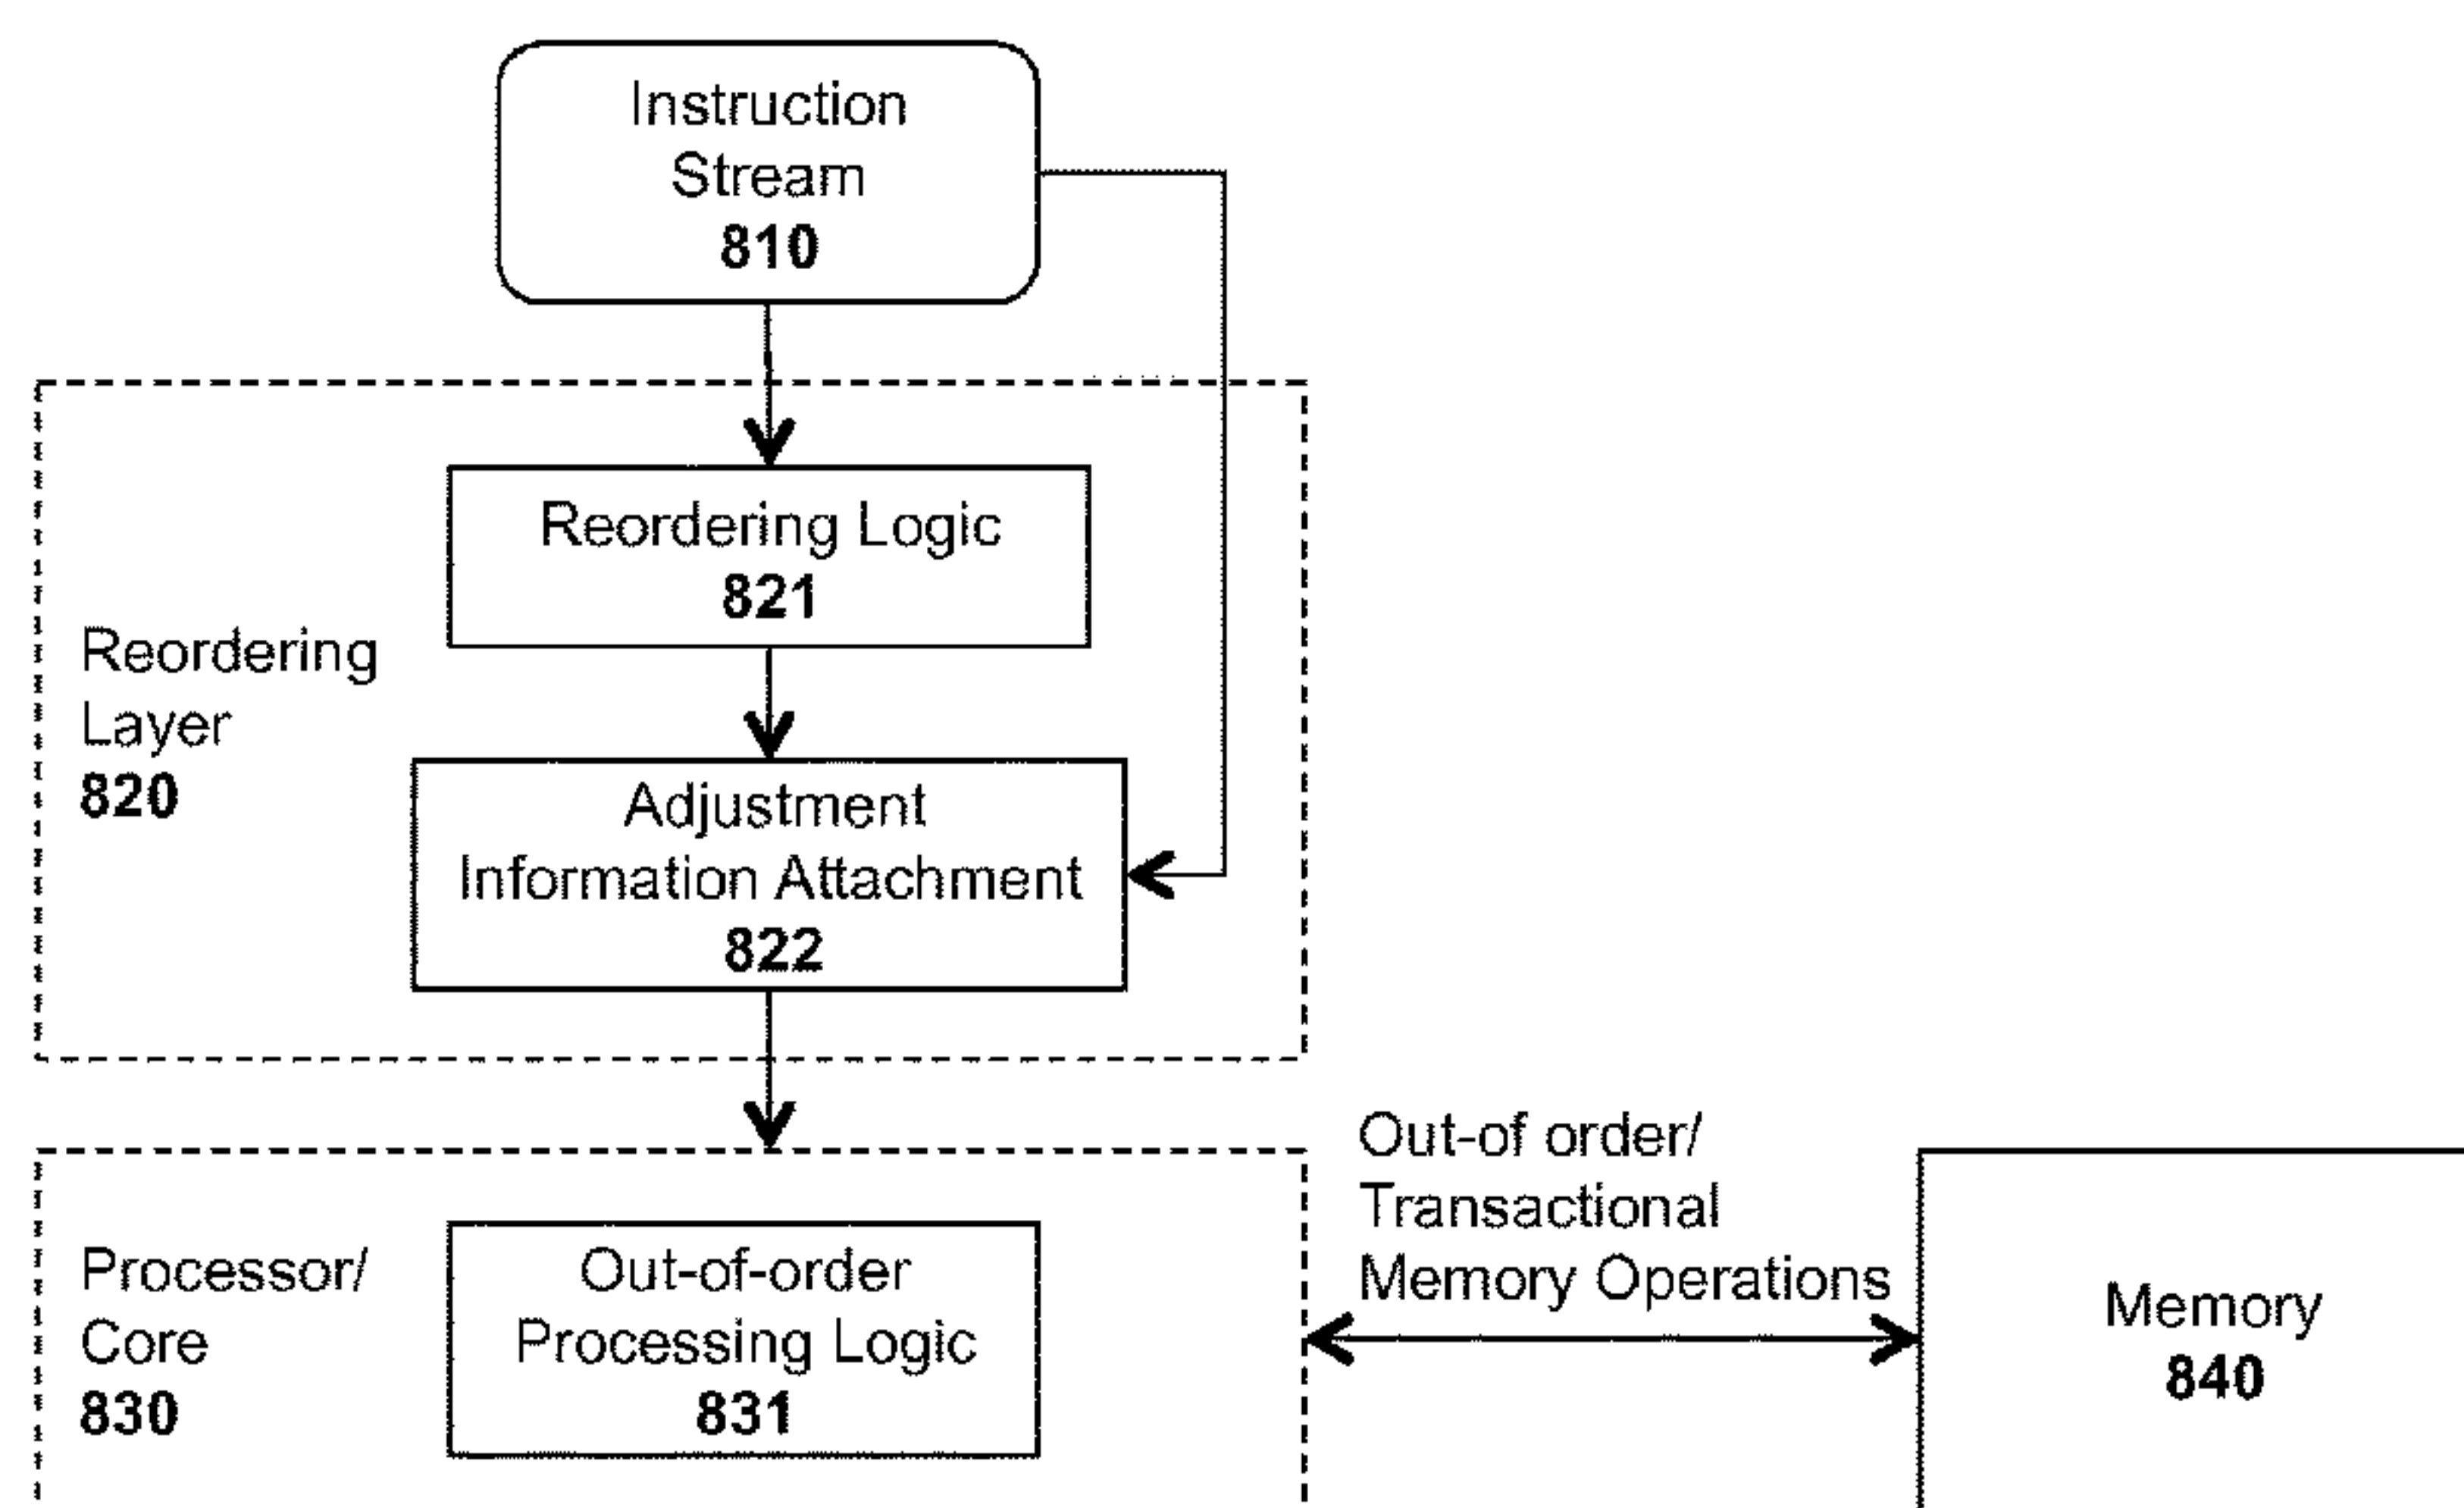 Instruction
Stream
810
Reordering Logic
821
Reordering
Layer
820
Adjustment
Information Attachment
822
Out-of order/
Transactional
Memory Operations
Processor/
Core
830
Out-of-order
Processing Logic
831
Memory
840